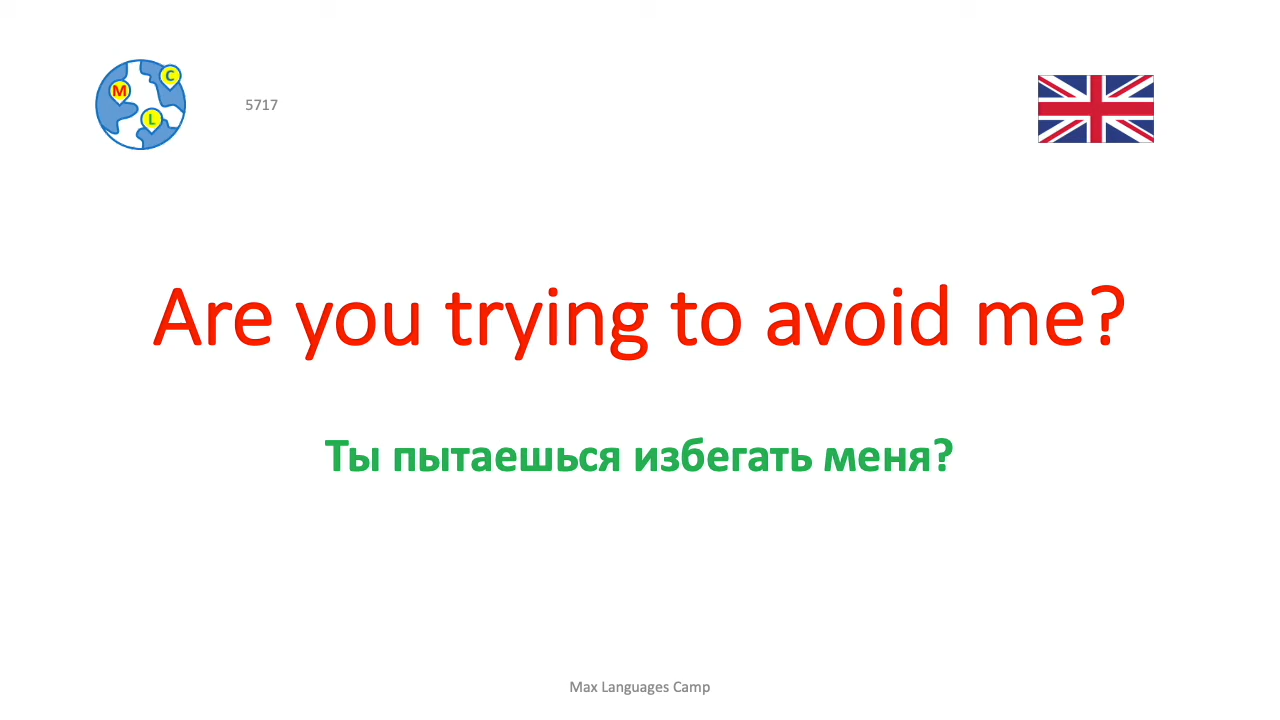 M
C
L
5717
Are you trying to avoid me?
Ты пытаешься избегать меня?
Max Languages Camp